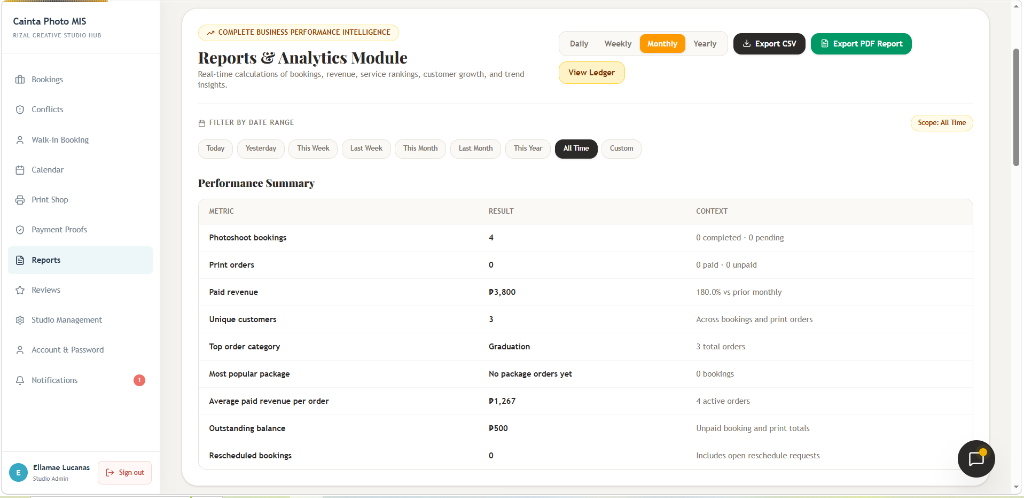 Cainta Photo MIS
RIZAL CREATIVE STUDIO HUB
Bookings
Conflicts
Walk-in Booking
Calendar
Print Shop
Payment Proofs
Reports
Reviews
Studio Management
Account & Password
Notifications
1
E
Ellamae Lucanas
Studio Admin
Sign out
COMPLETE BUSINESS PERFORMANCE INTELLIGENCE
Reports & Analytics Module
Real-time calculations of bookings, revenue, service rankings, customer growth, and trend
insights.
Daily Weekly Monthly Yearly
Export CSV
Export PDF Report
View Ledger
FILTER BY DATE RANGE
Scope: All Time
Today Yesterday This Week Last Week This Month Last Month This Year All Time Custom
Performance Summary
METRIC RESULT CONTEXT
Photoshoot bookings 4 0 completed · 0 pending
Print orders 0 0 paid · 0 unpaid
Paid revenue ₱3,800 180.0% vs prior monthly
Unique customers 3 Across bookings and print orders
Top order category Graduation 3 total orders
Most popular package No package orders yet 0 bookings
Average paid revenue per order ₱1,267 4 active orders
Outstanding balance ₱500 Unpaid booking and print totals
Rescheduled bookings 0 Includes open reschedule requests